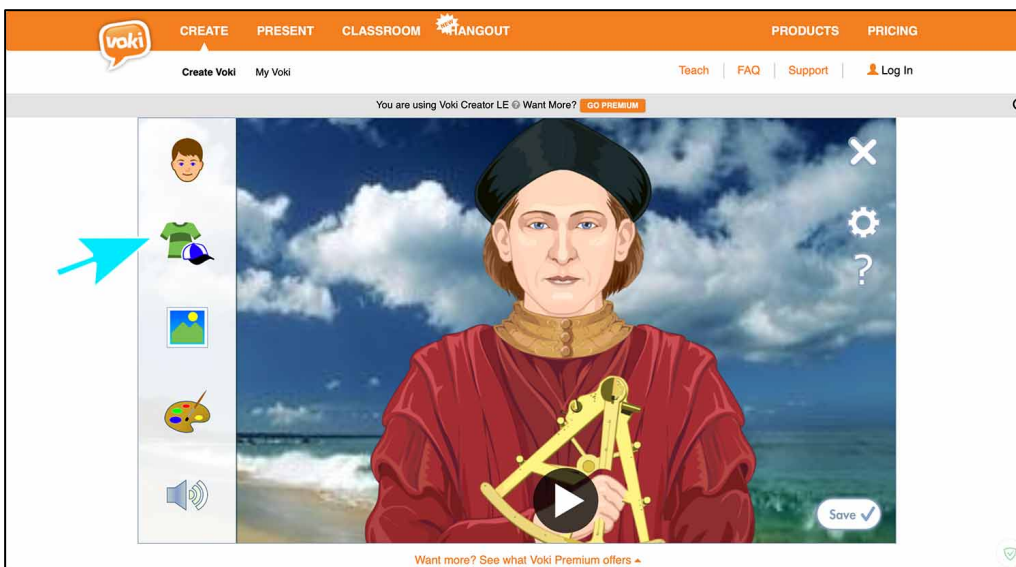 voki CREATE PRESENT CLASSROOM NEW HANGOUT PRODUCTS PRICING
Create Voki My Voki Teach FAQ Support Log In
You are using Voki Creator LE ? Want More? GO PREMIUM
?
Save
Want more? See what Voki Premium offers